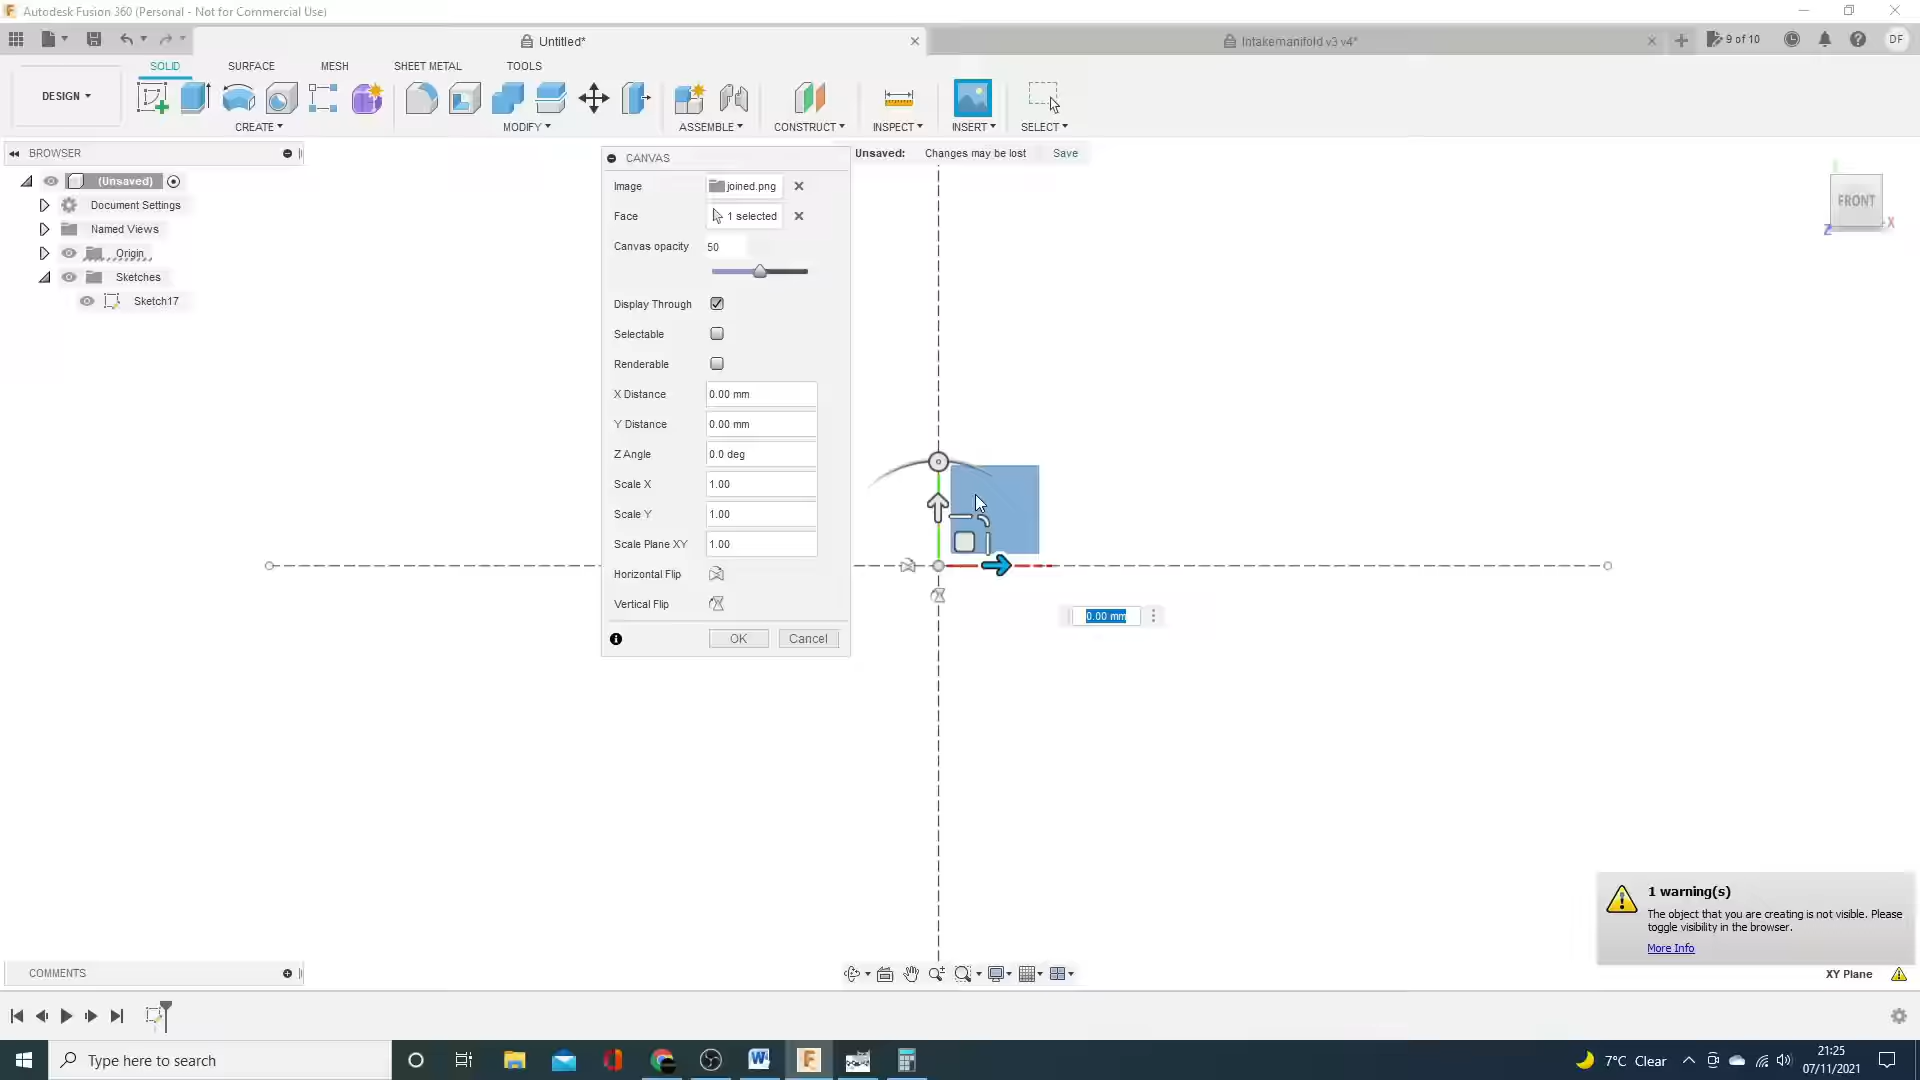 Autodesk Fusion 360 (Personal - Not for Commercial Use)
Untitled*
Intakemanifold v3 v4*
9 of 10
DF
SOLID
SURFACE
MESH
SHEET METAL
TOOLS
DESIGN
CREATE
MODIFY
ASSEMBLE
CONSTRUCT
INSPECT
INSERT
SELECT
BROWSER
(Unsaved)
Document Settings
Named Views
Origin
Sketches
Sketch17
CANVAS
Image joined.png
Face 1 selected
Canvas opacity 50
Display Through
Selectable
Renderable
X Distance 0.00 mm
Y Distance 0.00 mm
Z Angle 0.0 deg
Scale X 1.00
Scale Y 1.00
Scale Plane XY 1.00
Horizontal Flip
Vertical Flip
OK Cancel
Unsaved: Changes may be lost Save
FRONT
Z
X
0.00 mm
1 warning(s)
The object that you are creating is not visible. Please
toggle visibility in the browser.
More Info
XY Plane
COMMENTS
Type here to search
7°C Clear
21:25
07/11/2021